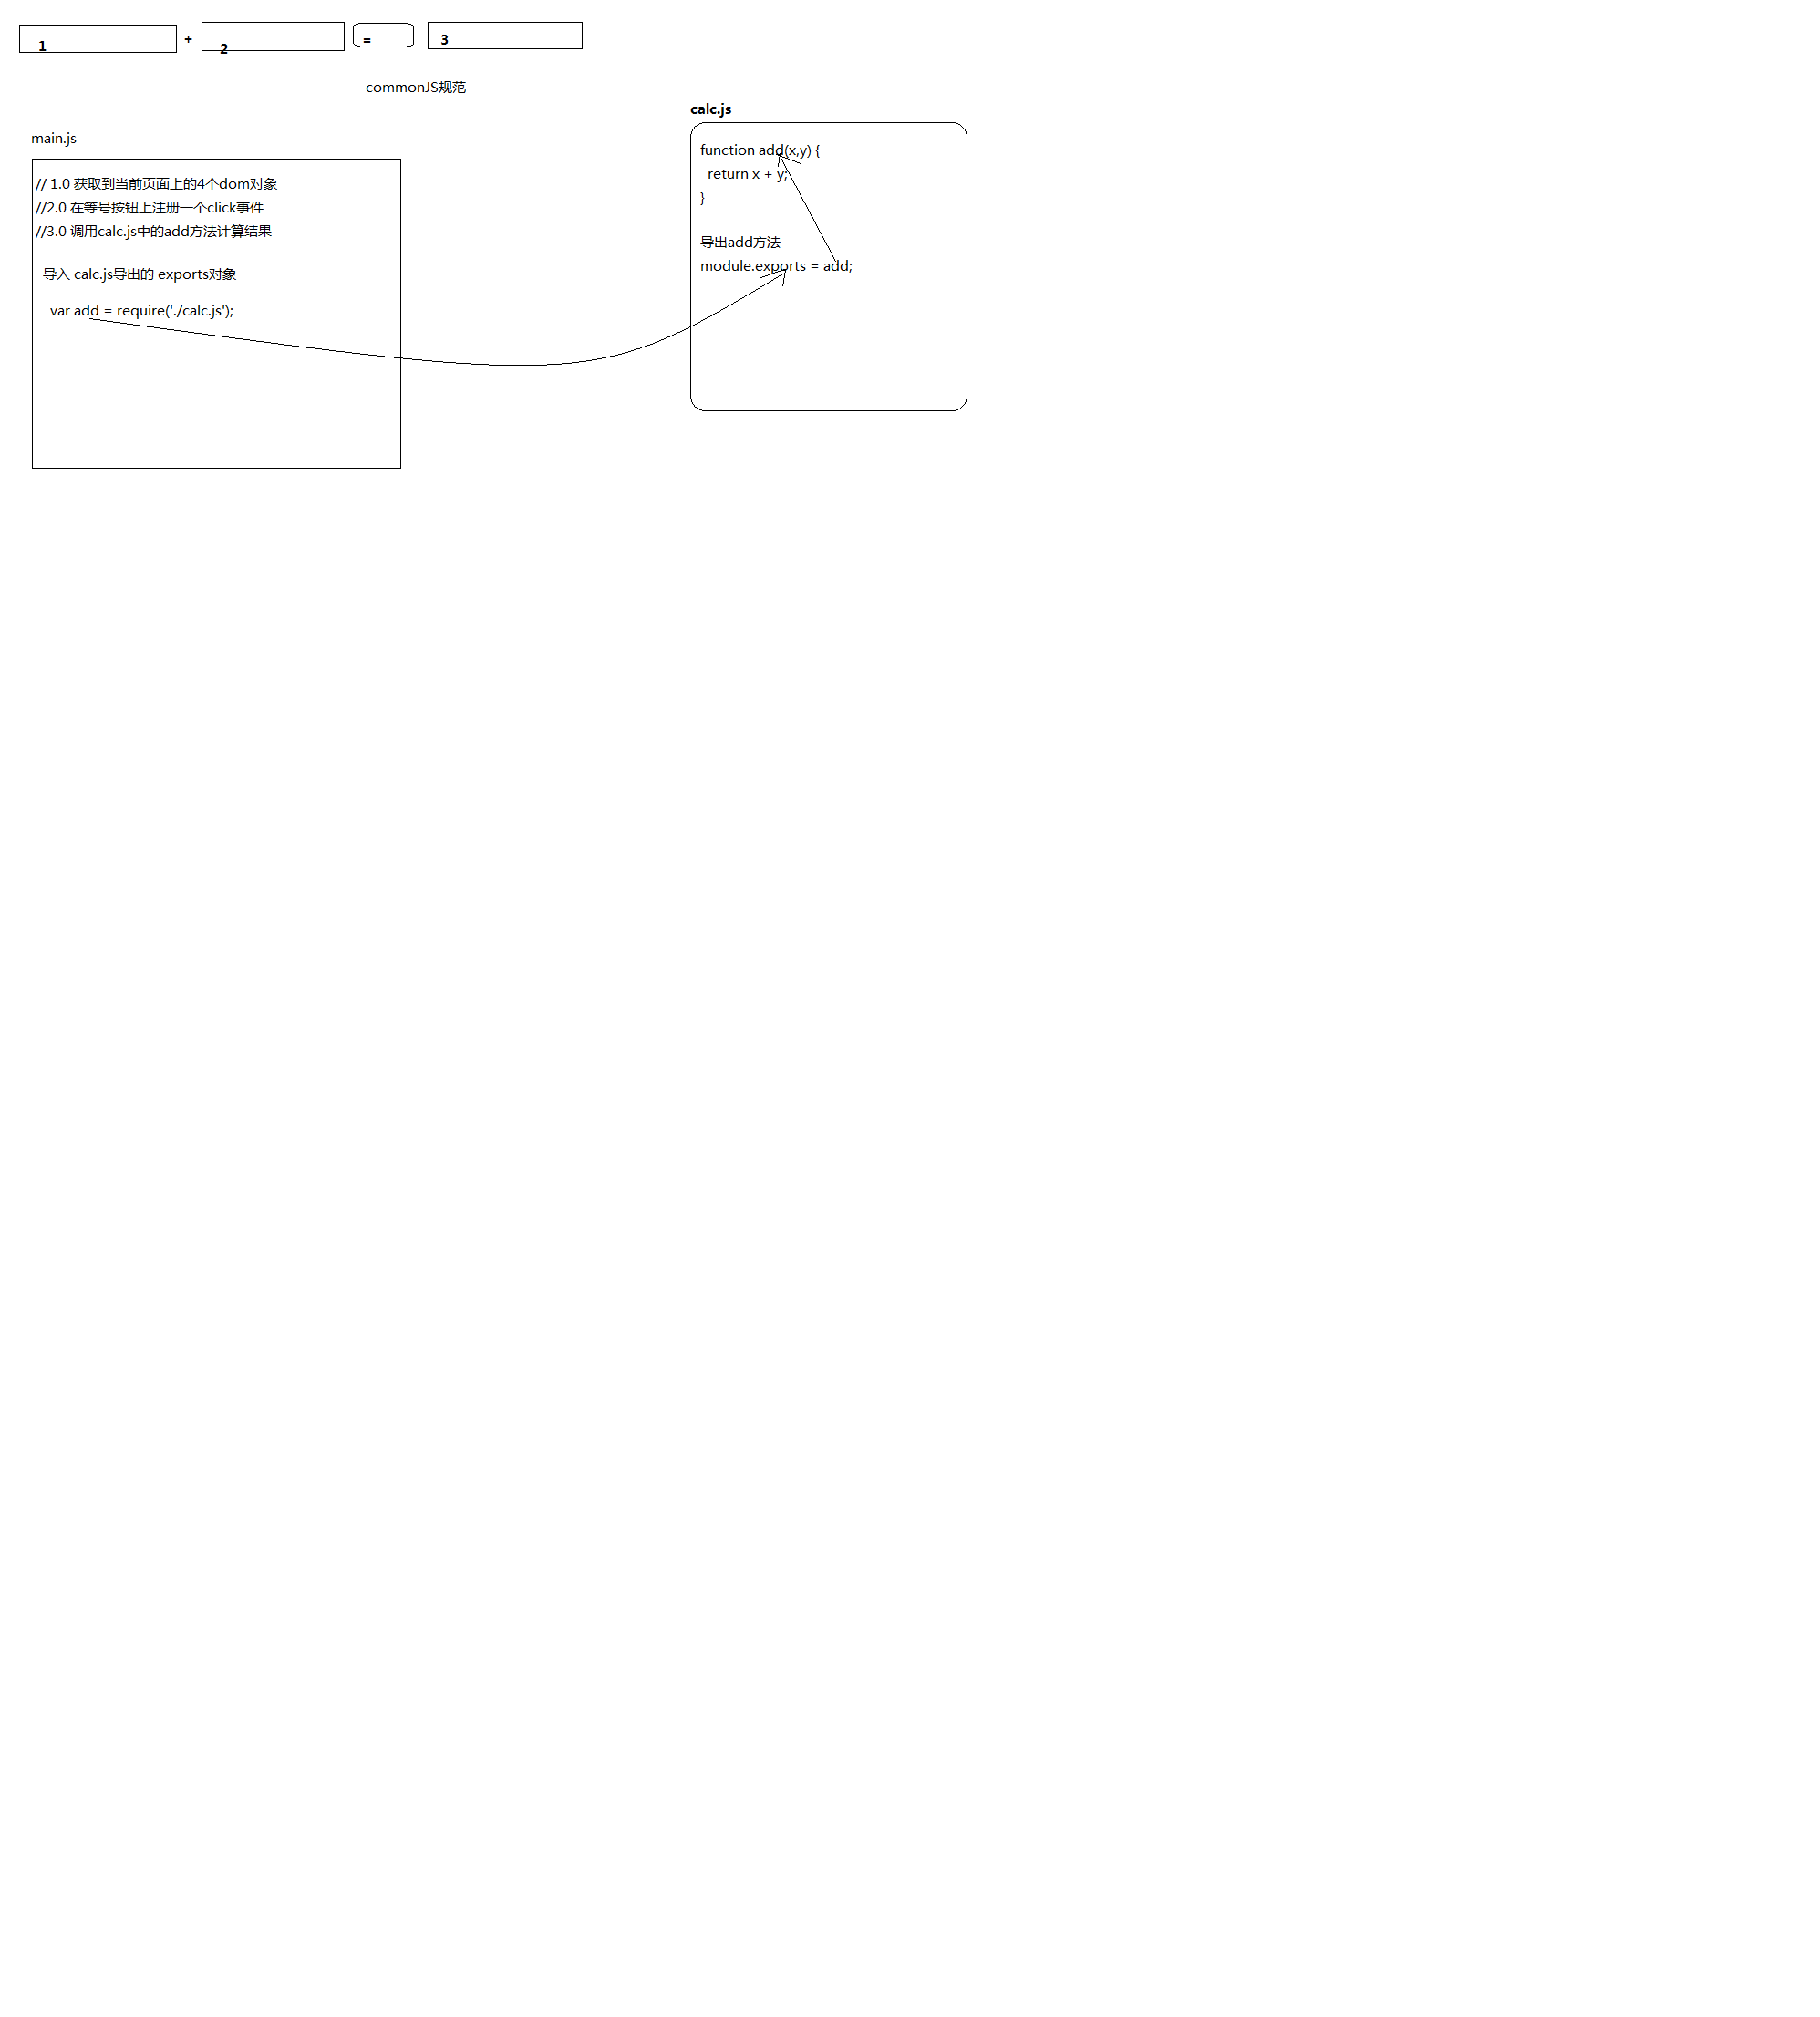 1 + 2 = 3
commonJS规范
main.js
// 1.0 获取到当前页面上的4个dom对象
//2.0 在等号按钮上注册一个click事件
//3.0 调用calc.js中的add方法计算结果
导入 calc.js导出的 exports对象
var add = require('./calc.js');
calc.js
function add(x,y) {
return x + y;
}
导出add方法
module.exports = add;